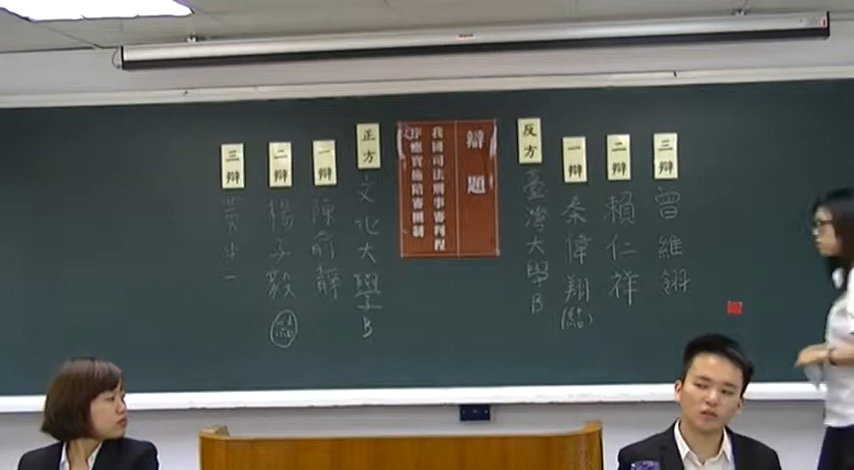 辯題
我國司法刑事審判程
序應實施陪審團制
反方
臺灣大學B
一辯
秦偉翔(結)
二辯
賴仁祥
三辯
曾維翊
正方
文化大學B
一辯
陳俞靜
二辯
楊子毅
三辯